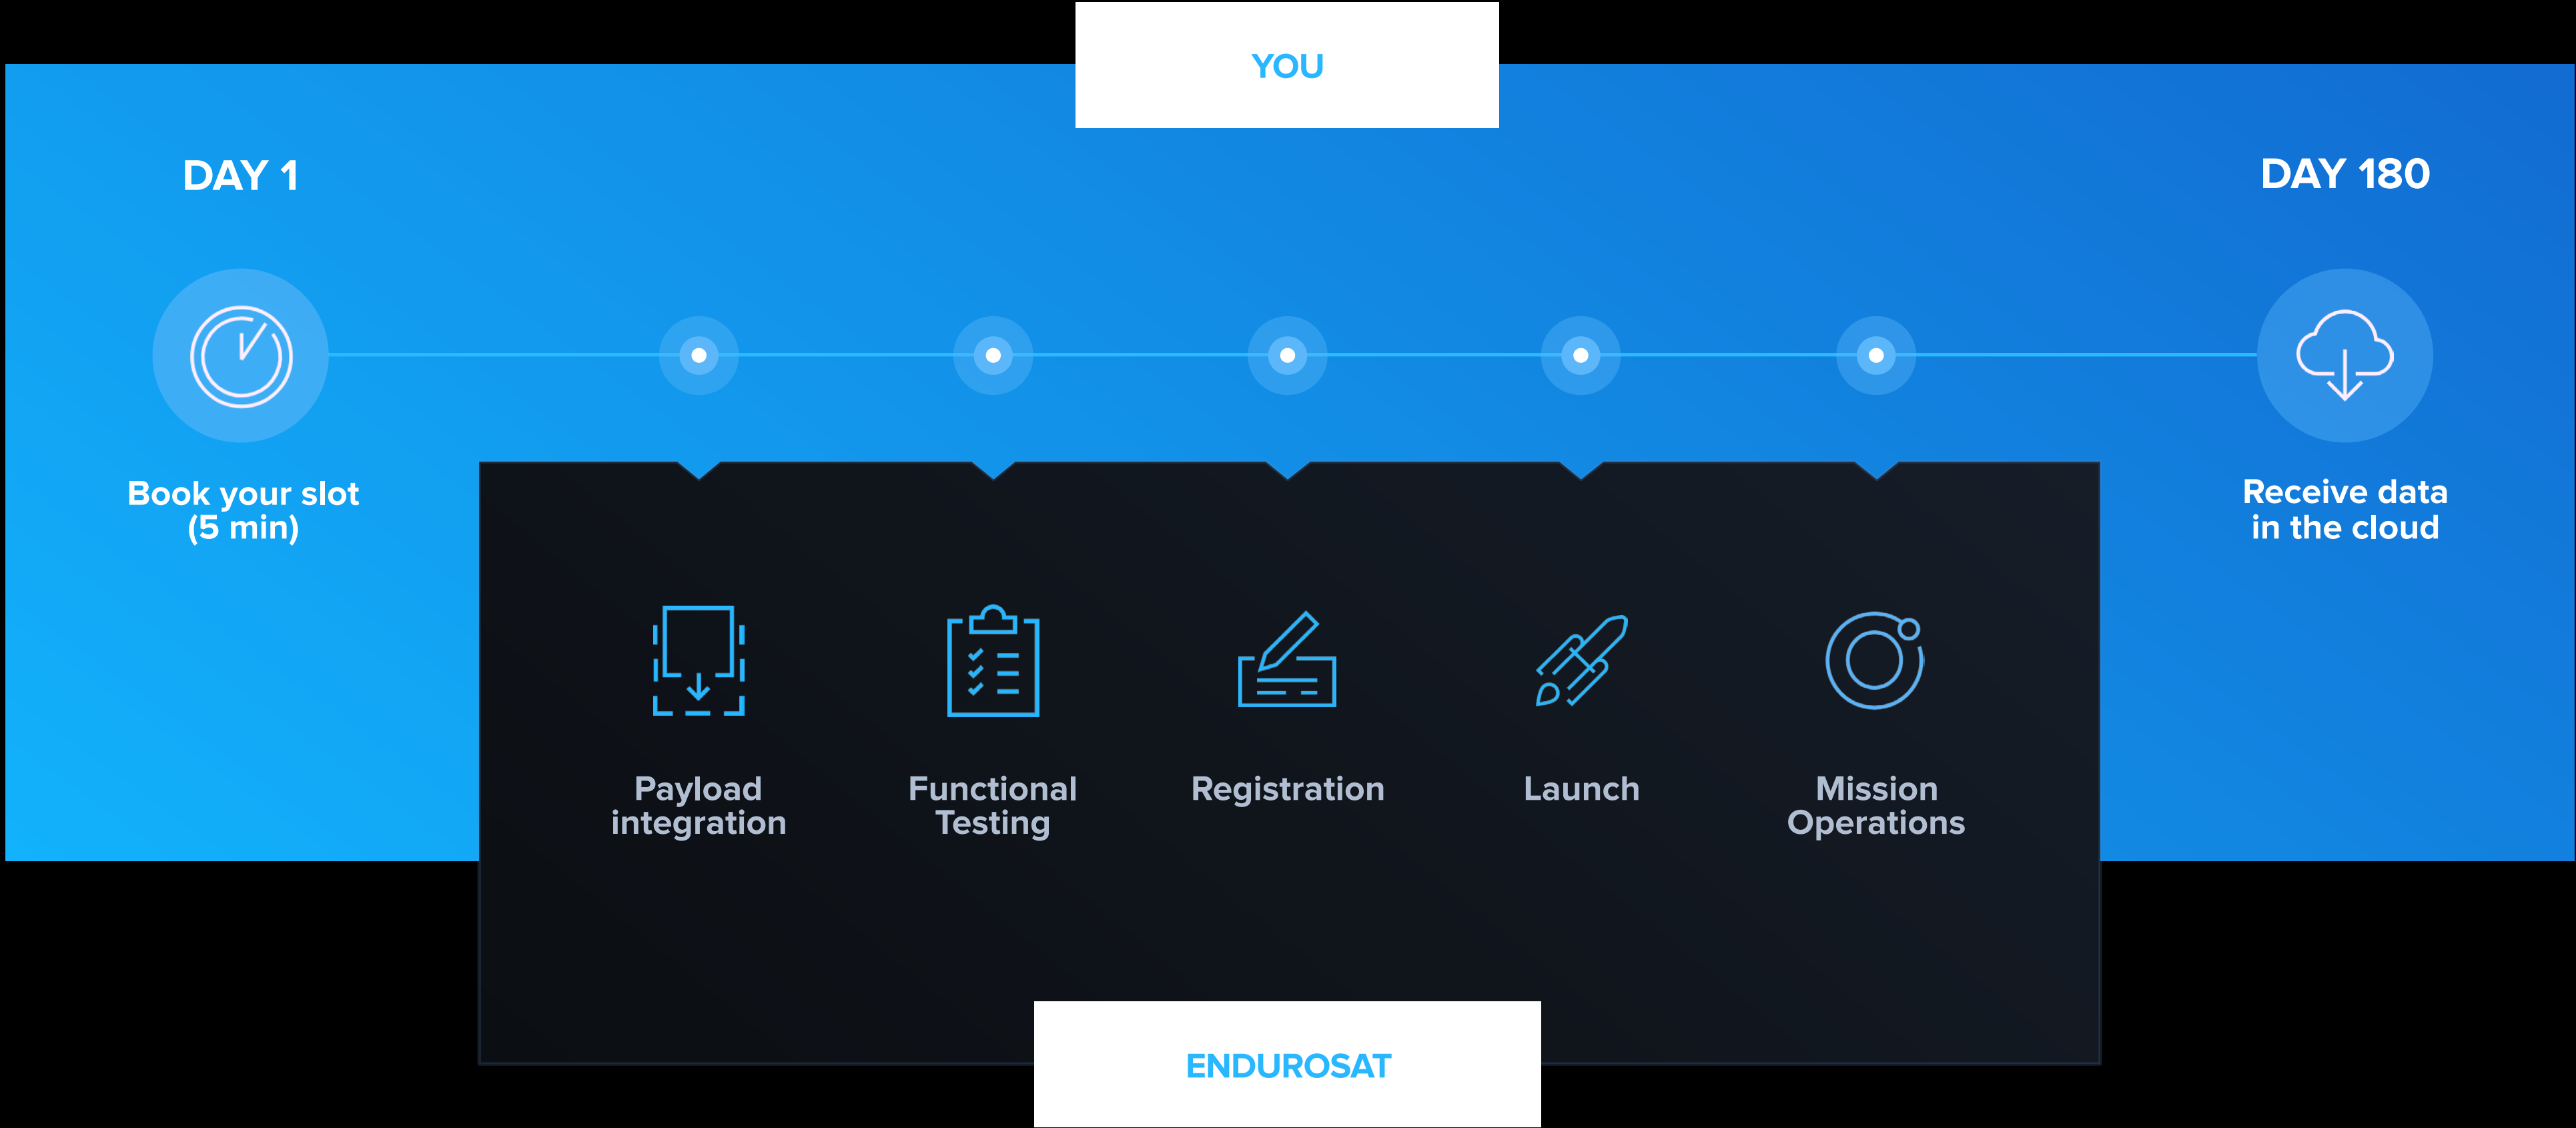 YOU
DAY 1
DAY 180
Book your slot
(5 min)
Receive data
in the cloud
Payload
integration
Functional
Testing
Registration
Launch
Mission
Operations
ENDUROSAT